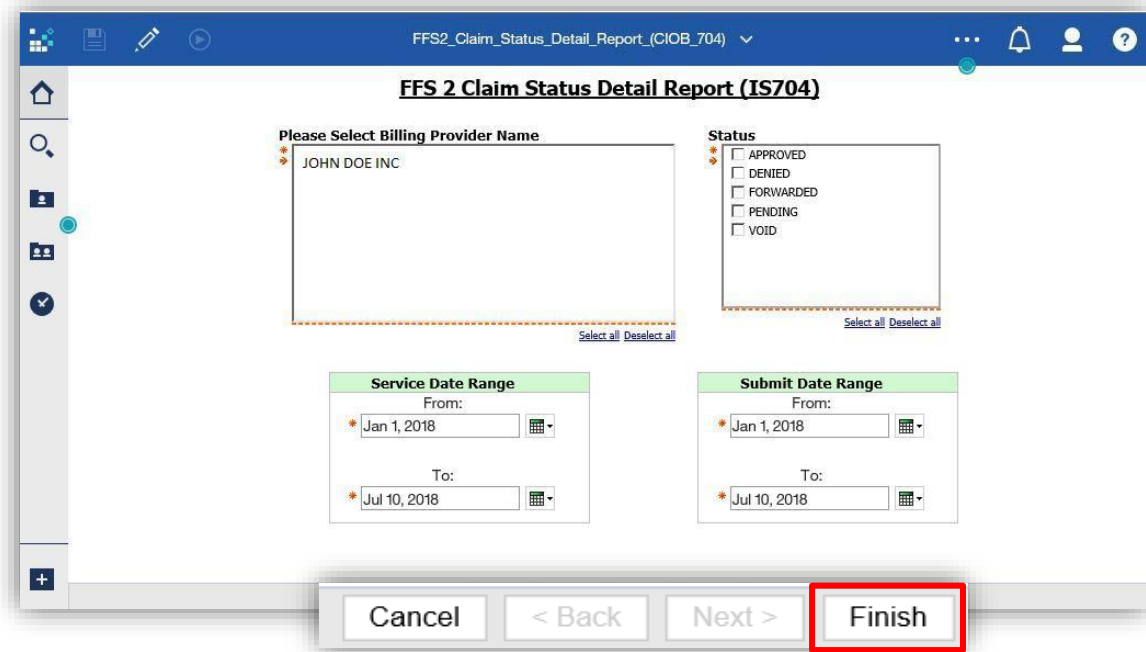 FFS2_Claim_Status_Detail_Report_(CIOB_704)
?
FFS 2 Claim Status Detail Report (IS704)
Please Select Billing Provider Name
JOHN DOE INC
Select all Deselect all
Status
APPROVED
DENIED
FORWARDED
PENDING
VOID
Select all Deselect all
Service Date Range
From:
Jan 1, 2018
To:
Jul 10, 2018
Submit Date Range
From:
Jan 1, 2018
To:
Jul 10, 2018
Cancel
< Back
Next >
Finish